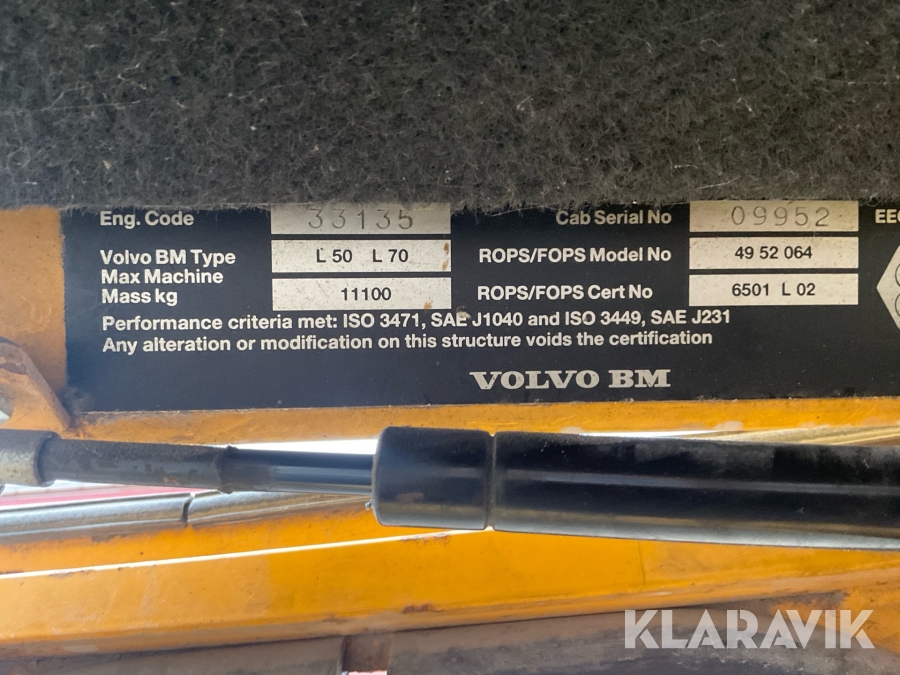 Eng. Code 33135 Cab Serial No 09952
Volvo BM Type L 50 L 70 ROPS/FOPS Model No 49 52 064
Max Machine
Mass kg 11100 ROPS/FOPS Cert No 6501 L 02
Performance criteria met: ISO 3471, SAE J1040 and ISO 3449, SAE J231
Any alteration or modification on this structure voids the certification
VOLVO BM
KLARAVIK